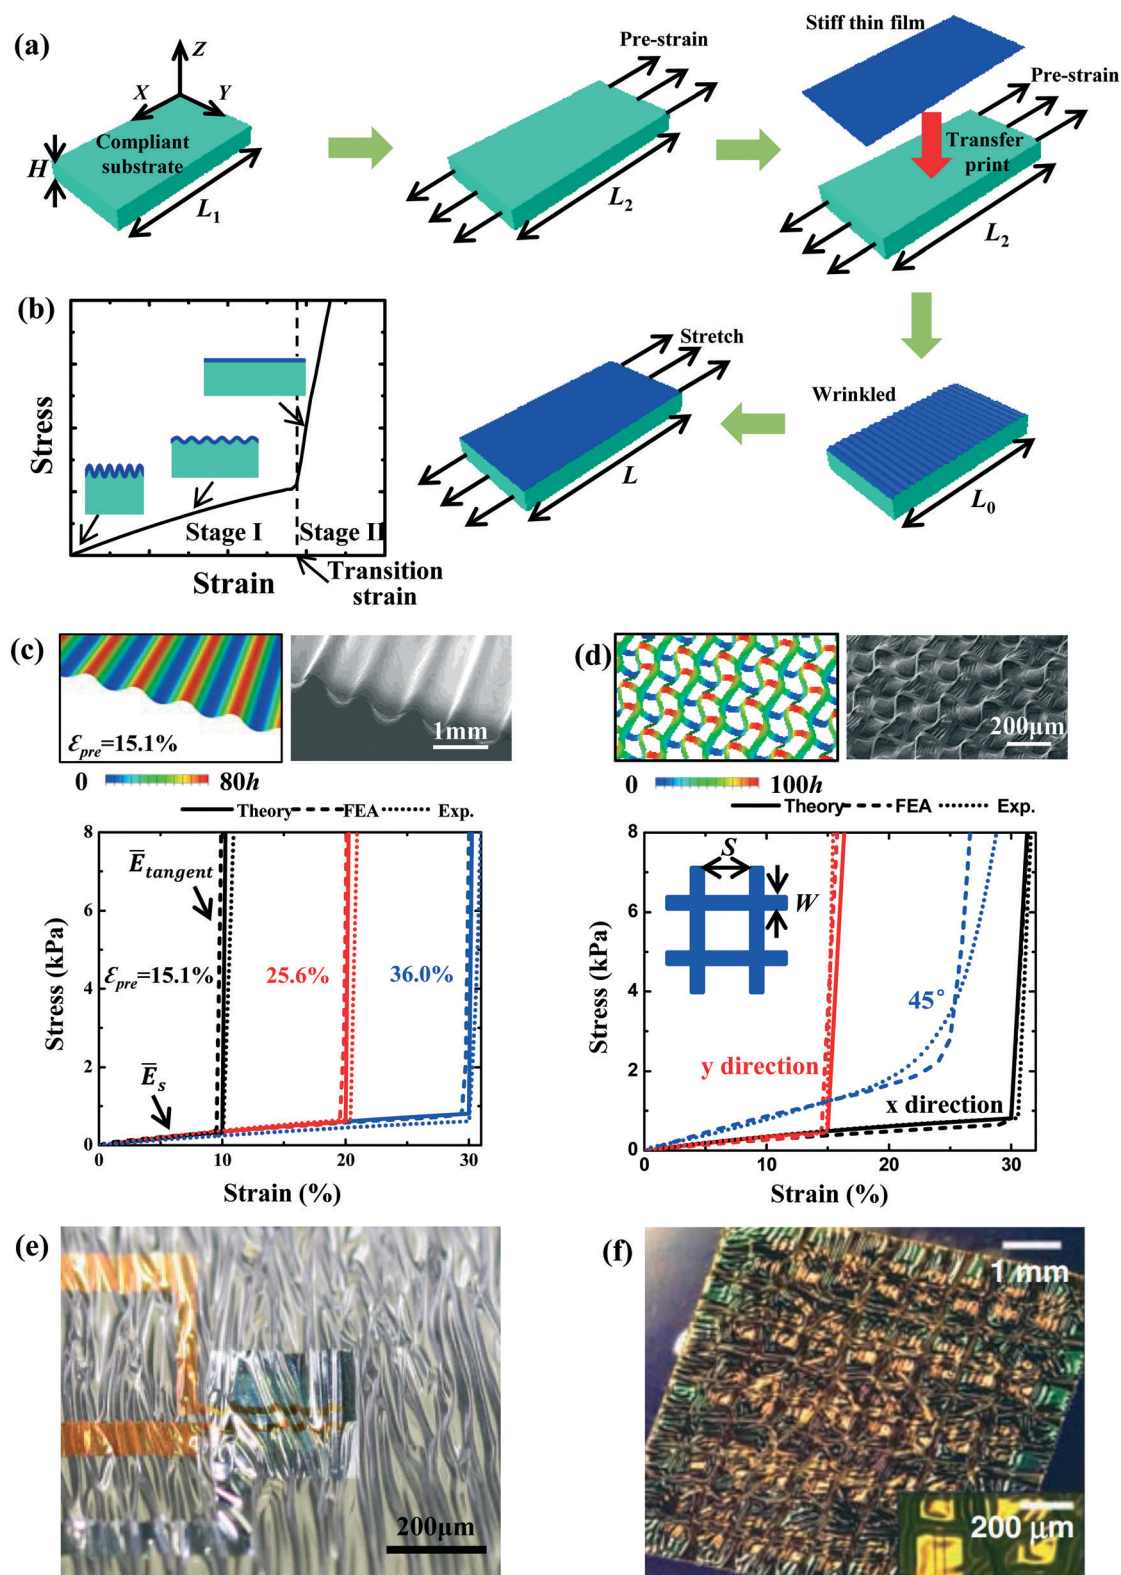 (a)
Z
X
Y
Compliant
substrate
H
L1
Pre-strain
L2
Stiff thin film
Pre-strain
Transfer
print
L2
Wrinkled
L0
Stretch
L
(b)
Stress
Stage I
Stage II
Strain
Transition
strain
(c)
εpre=15.1%
1mm
0 80h
Theory FEA Exp.
Stress (kPa)
8
6
4
2
0
Ētangent
εpre=15.1%
25.6%
36.0%
Ēs
0 10 20 30
Strain (%)
(d)
200μm
0 100h
Theory FEA Exp.
Stress (kPa)
8
6
4
2
0
S
W
45°
y direction
x direction
0 10 20 30
Strain (%)
(e)
200μm
(f)
1 mm
200 μm